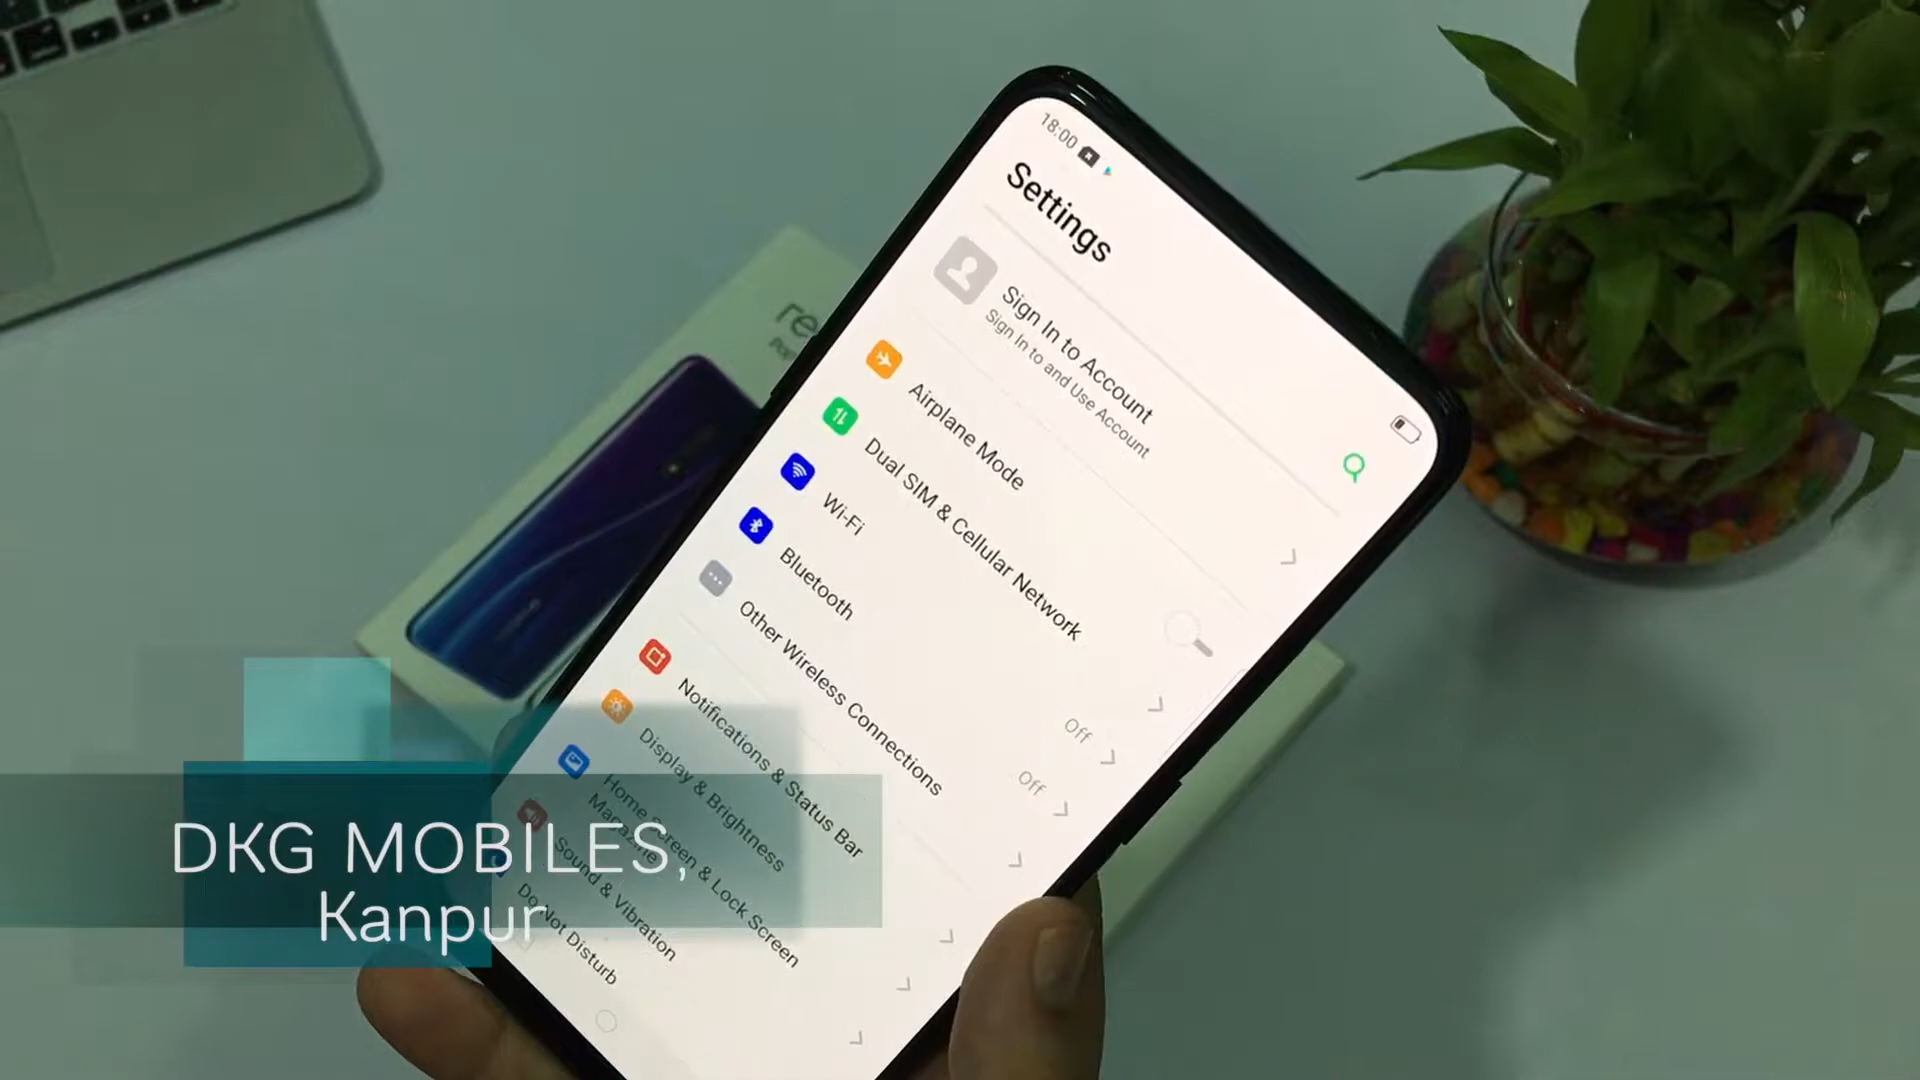 18:00
Settings
Sign In to Account
Sign In to and Use Account
Airplane Mode
Dual SIM & Cellular Network
Wi-Fi
Off
Bluetooth
Off
Other Wireless Connections
Notifications & Status Bar
Display & Brightness
Home Screen & Lock Screen
Magazine
Sound & Vibration
Do Not Disturb
re
DKG MOBILES,
Kanpur